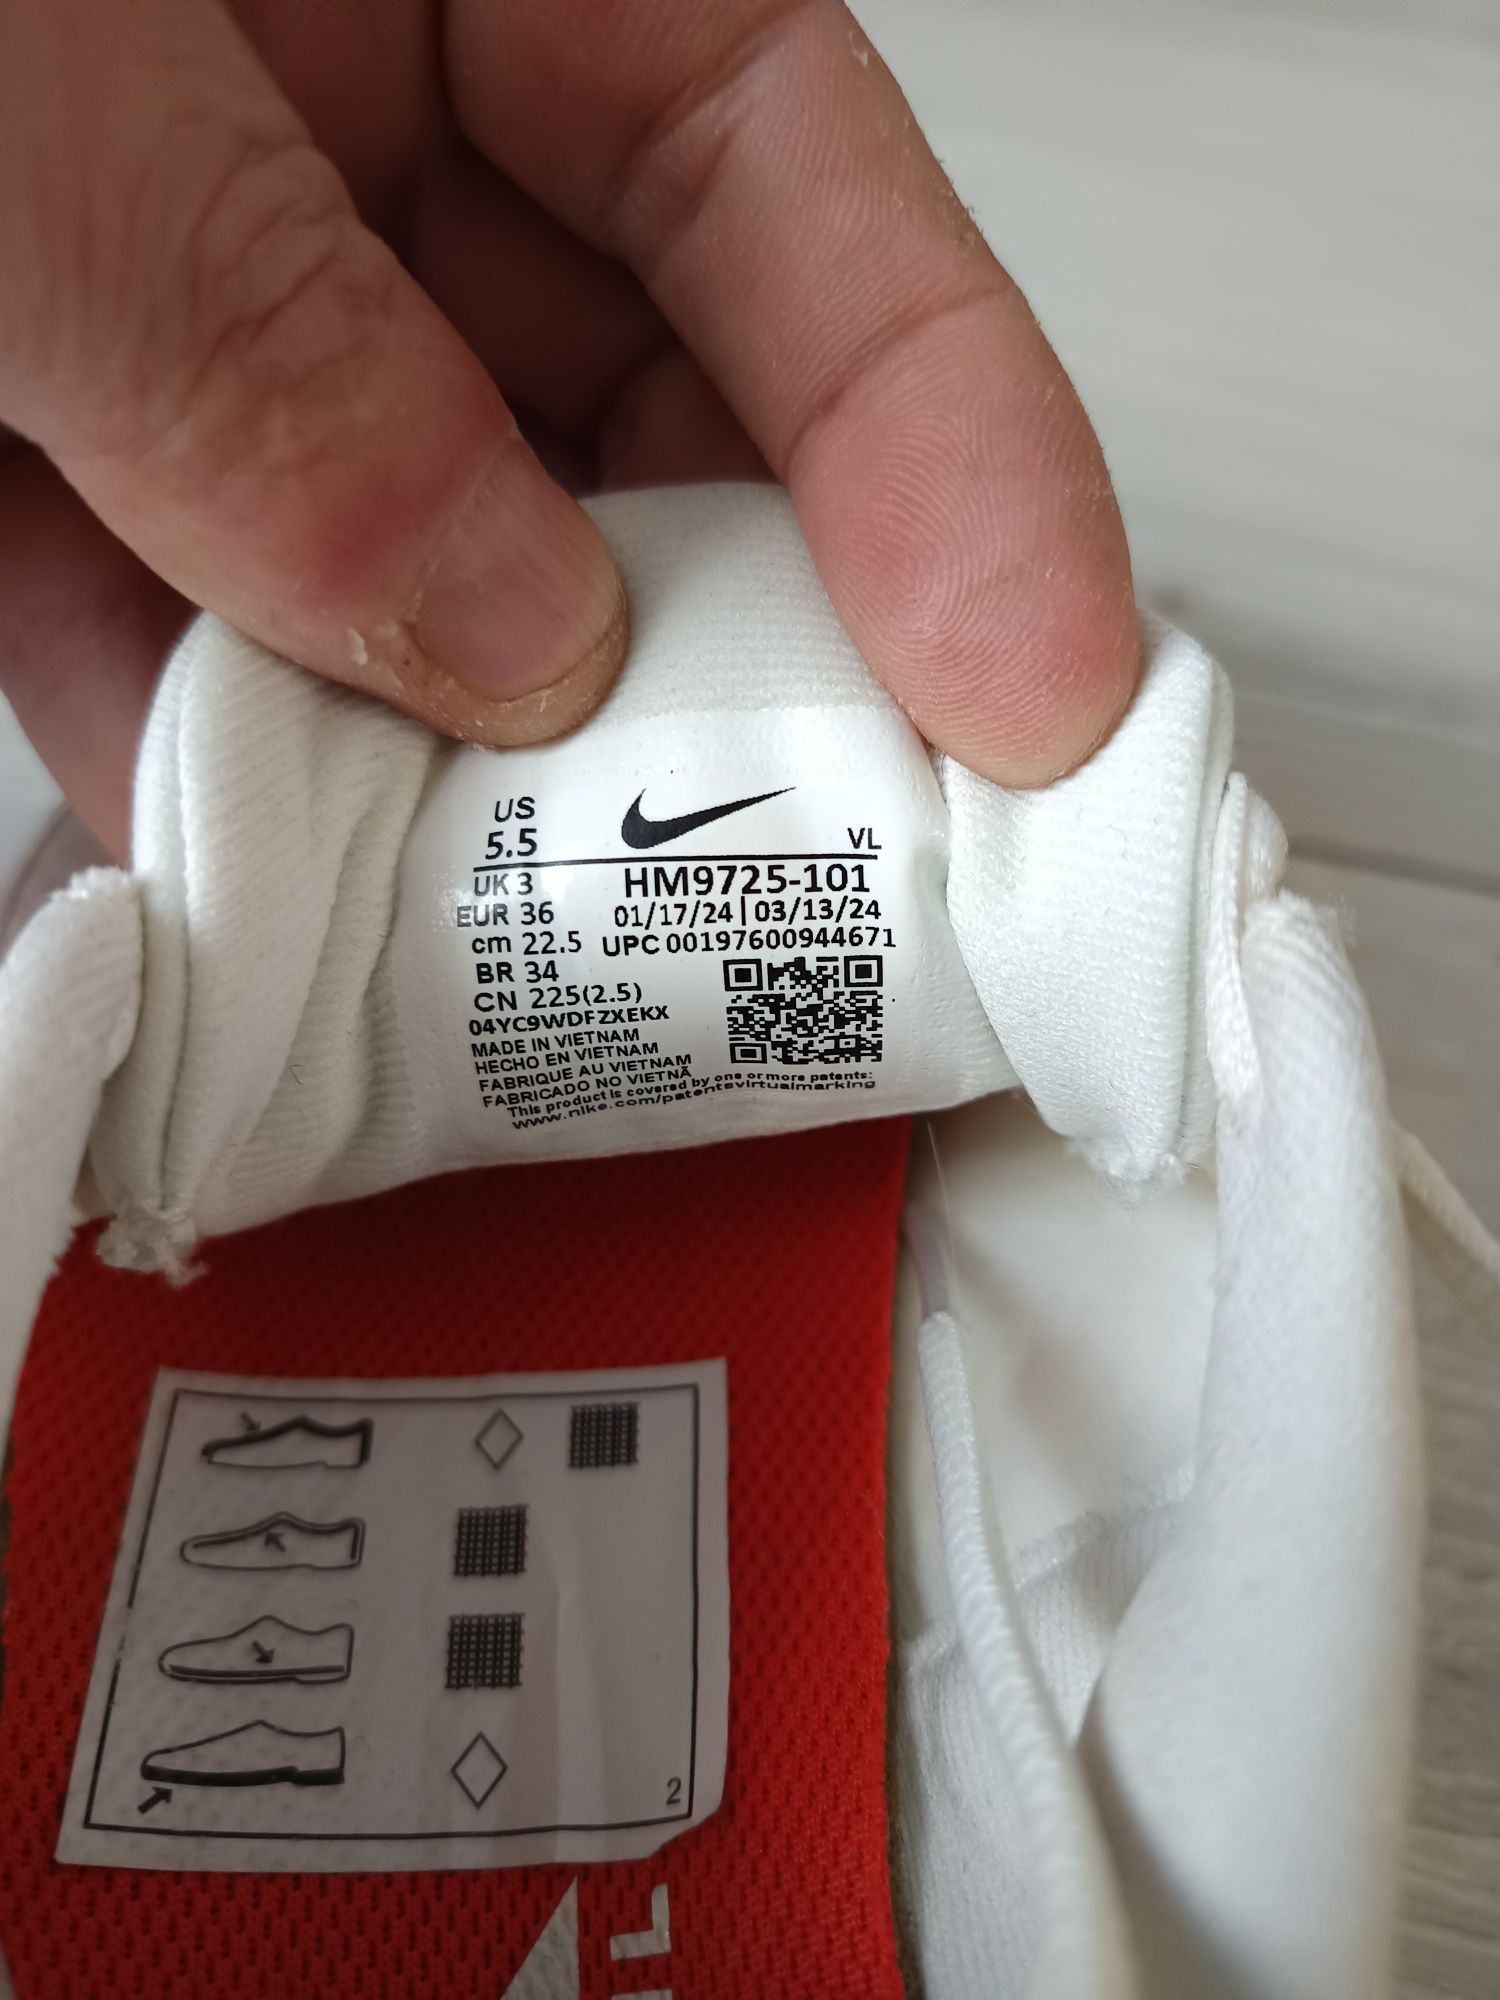 US
5.5
VL
UK 3
HM9725-101
EUR 36
01/17/24 | 03/13/24
cm 22.5
UPC 00197600944671
BR 34
CN 225(2.5)
04YC9WDFZXEKX
MADE IN VIETNAM
HECHO EN VIETNAM
FABRIQUE AU VIETNAM
FABRICADO NO VIETNÃ
This product is covered by one or more patents:
www.nike.com/patentsvirtualmarking
2